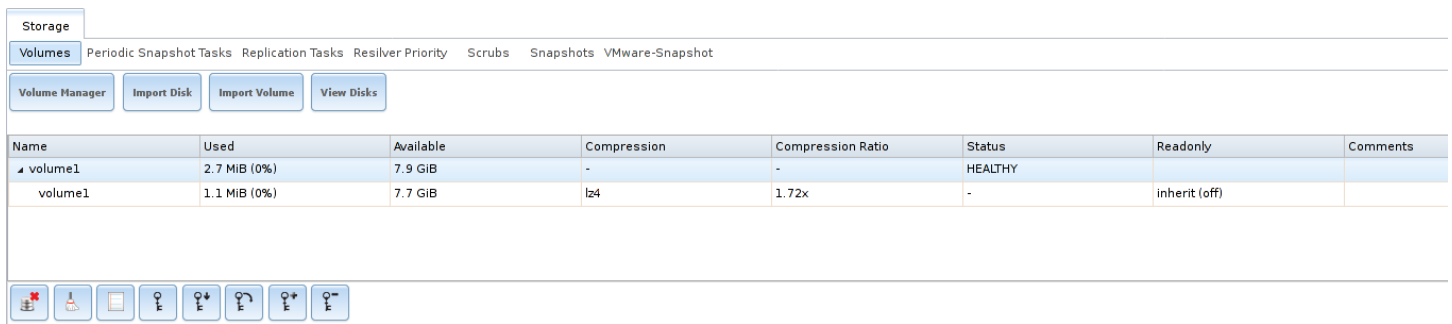 Storage
Volumes Periodic Snapshot Tasks Replication Tasks Resilver Priority Scrubs Snapshots VMware-Snapshot
Volume Manager Import Disk Import Volume View Disks
Name Used Available Compression Compression Ratio Status Readonly Comments
volume1 2.7 MiB (0%) 7.9 GiB - - HEALTHY
volume1 1.1 MiB (0%) 7.7 GiB lz4 1.72x - inherit (off)